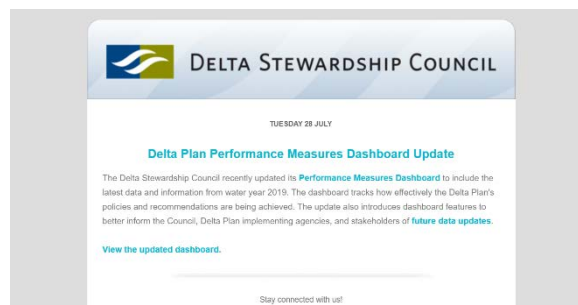 DELTA STEWARDSHIP COUNCIL
TUESDAY 28 JULY
Delta Plan Performance Measures Dashboard Update
The Delta Stewardship Council recently updated its Performance Measures Dashboard to include the
latest data and information from water year 2019. The dashboard tracks how effectively the Delta Plan's
policies and recommendations are being achieved. The update also introduces dashboard features to
better inform the Council, Delta Plan implementing agencies, and stakeholders of future data updates.
View the updated dashboard.
Stay connected with us!